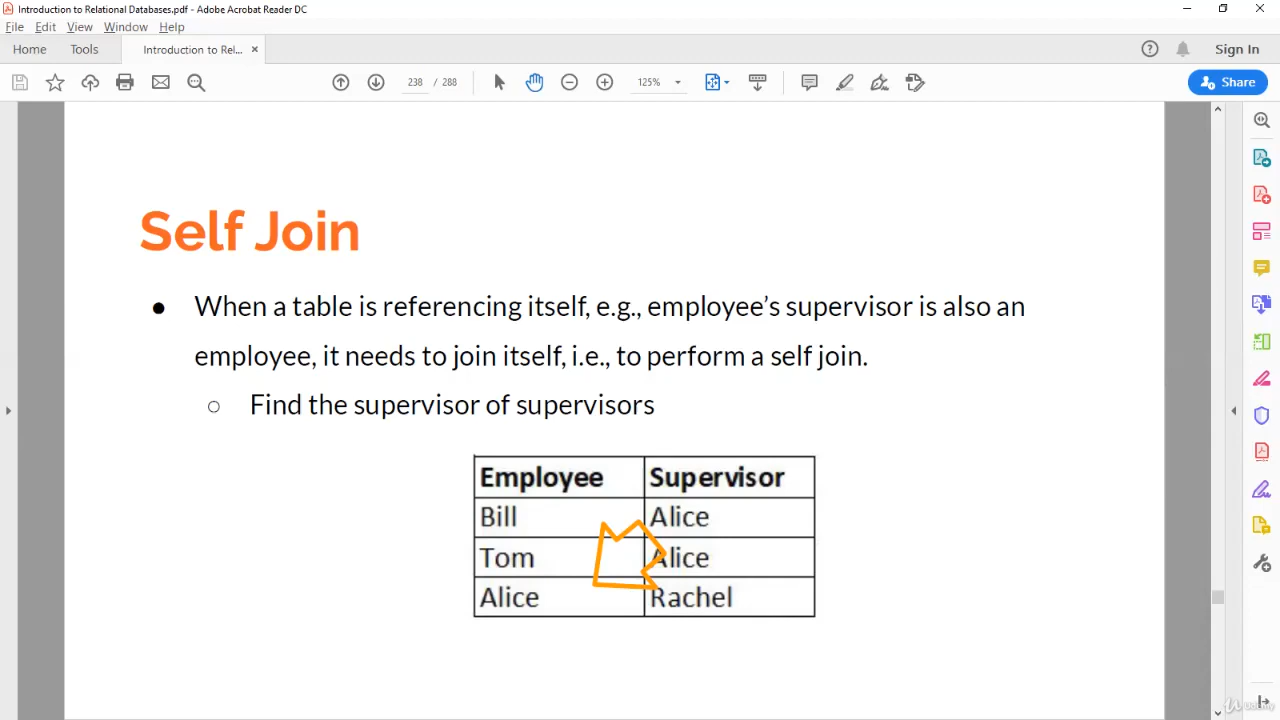 Introduction to Relational Databases.pdf - Adobe Acrobat Reader DC
File Edit View Window Help
Home Tools Introduction to Rel... × Sign In
238 / 288 125% Share
Self Join
● When a table is referencing itself, e.g., employee’s supervisor is also an
employee, it needs to join itself, i.e., to perform a self join.
○ Find the supervisor of supervisors
Employee Supervisor
Bill Alice
Tom Alice
Alice Rachel
Udemy